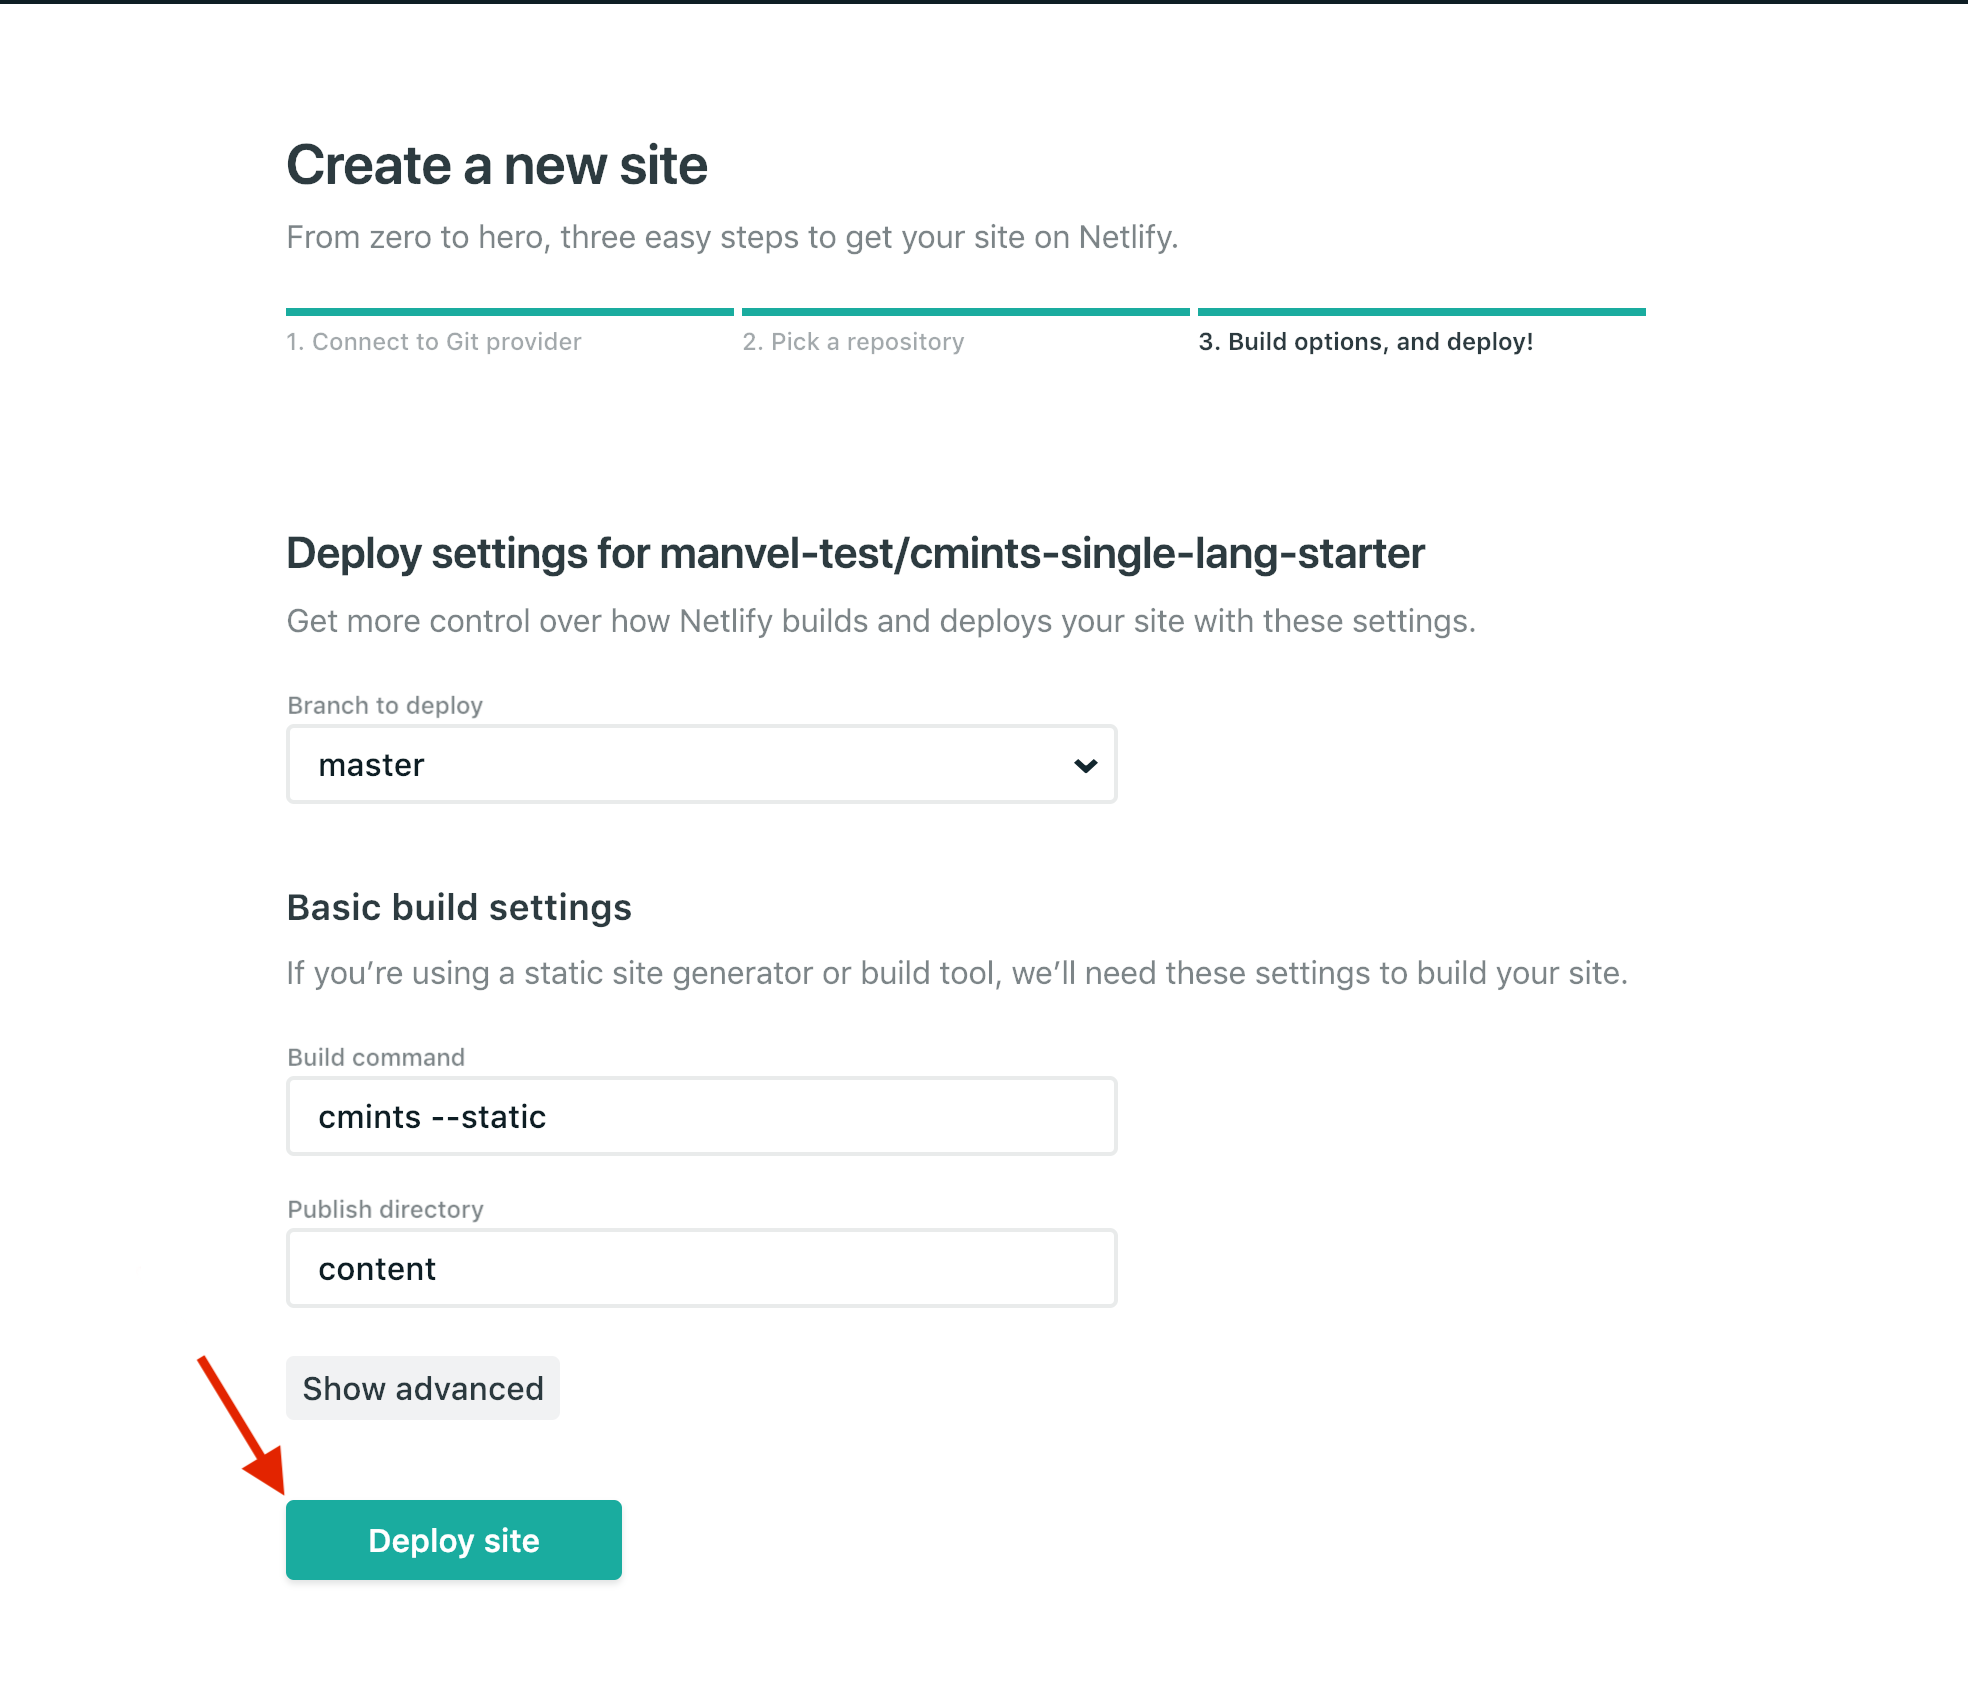 Create a new site
From zero to hero, three easy steps to get your site on Netlify.
1. Connect to Git provider
2. Pick a repository
3. Build options, and deploy!
Deploy settings for manvel-test/cmints-single-lang-starter
Get more control over how Netlify builds and deploys your site with these settings.
Branch to deploy
master
Basic build settings
If you’re using a static site generator or build tool, we’ll need these settings to build your site.
Build command
cmints --static
Publish directory
content
Show advanced
Deploy site